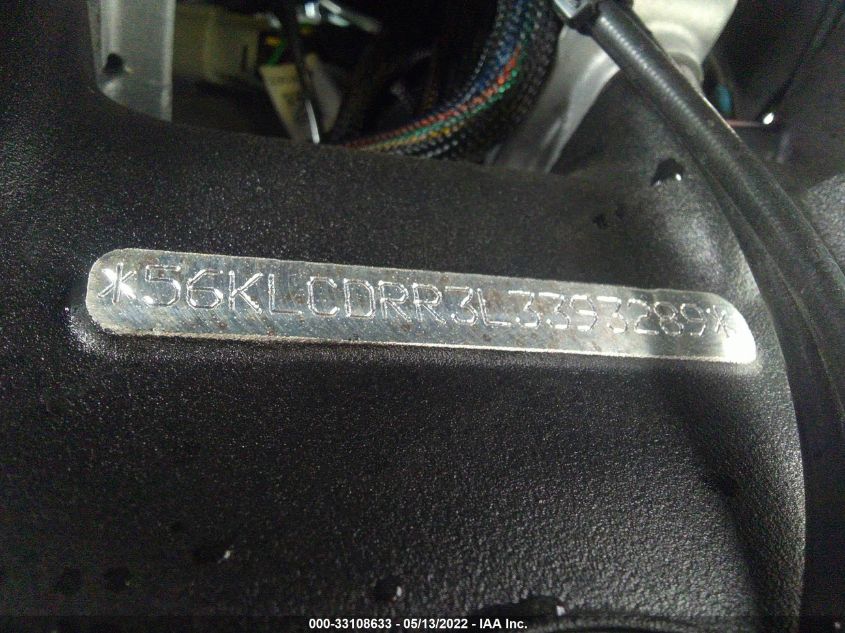 *56KLCDRR3L3393289*
000-33108633 - 05/13/2022 - IAA Inc.